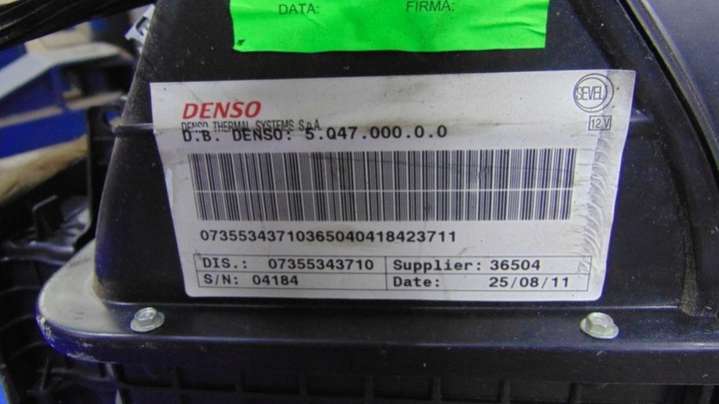 DATA: FIRMA:
DENSO
SEVEL
DENSO THERMAL SYSTEMS S.p.A.
12 V
D.B. DENSO: 5.Q47.000.0.0
07355343710365040418423711
DIS.: 07355343710 Supplier: 36504
S/N: 04184 Date: 25/08/11